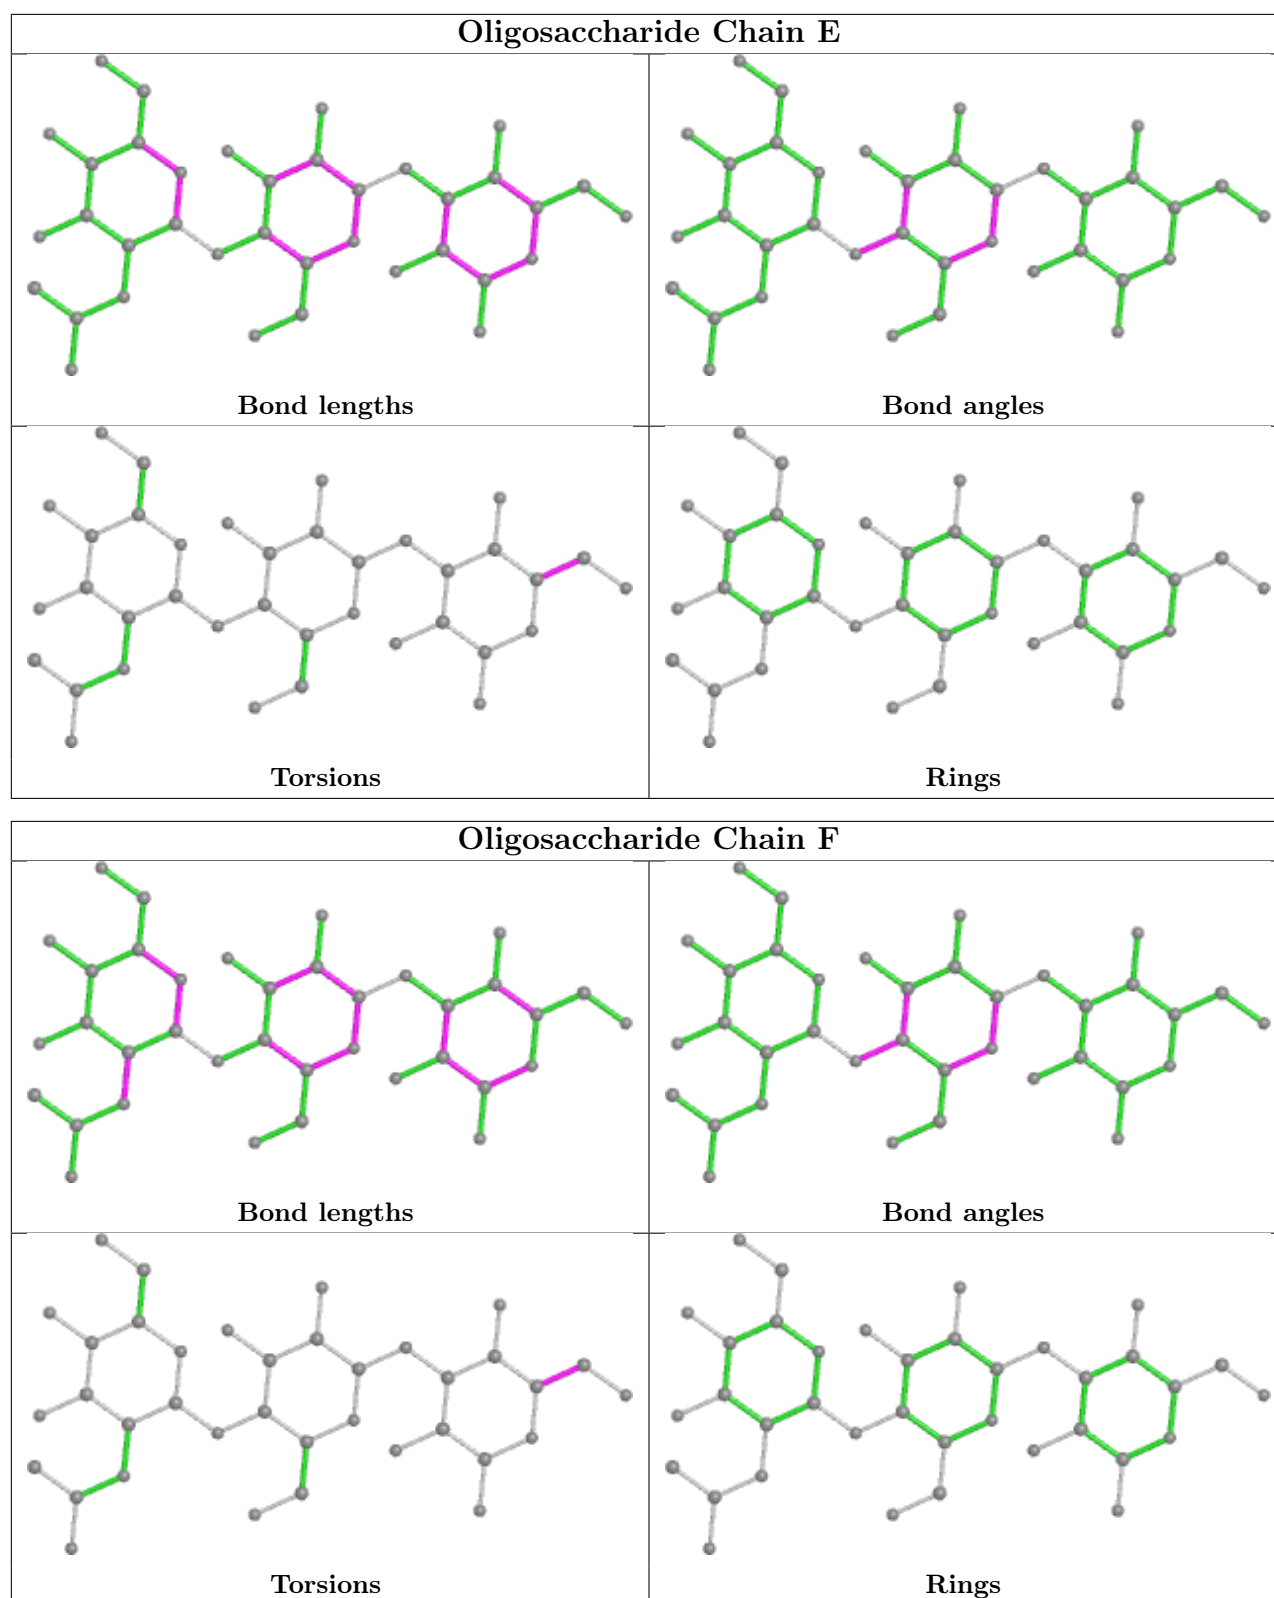 Oligosaccharide Chain E
Bond lengths
Bond angles
Torsions
Rings
Oligosaccharide Chain F
Bond lengths
Bond angles
Torsions
Rings